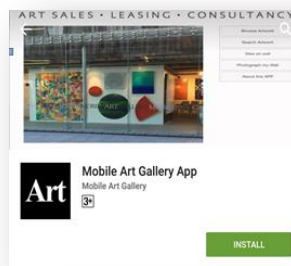 ART SALES • LEASING • CONSULTANCY
Browse Artwork
Search Artwork
View on wall
Photograph my Wall
About this APP
Art
Mobile Art Gallery App
Mobile Art Gallery
3+
INSTALL